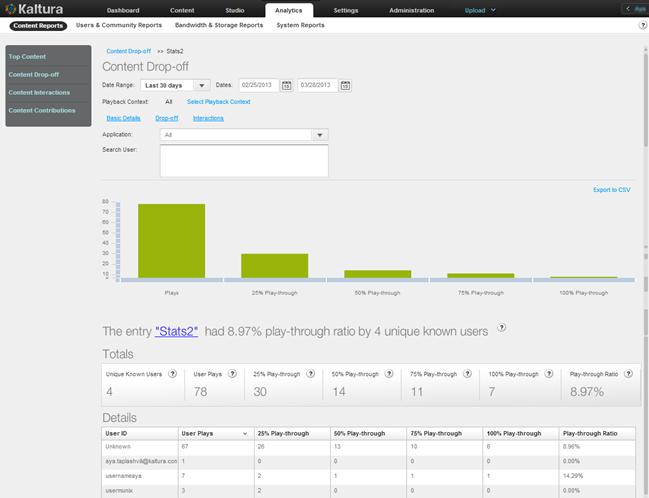 Kaltura Dashboard Content Studio Analytics Settings Administration Upload
Content Reports Users & Community Reports Bandwidth & Storage Reports System Reports
Top Content
Content Drop-off
Content Interactions
Content Contributions
Content Drop-off >> Stats2
Content Drop-off
Date Range: Last 30 days Dates: 02/25/2013 03/28/2013
Playback Context: All Select Playback Context
Basic Details Drop-off Interactions
Application: All
Search User:
Export to CSV
80
70
60
50
40
30
20
10
Plays 25% Play-through 50% Play-through 75% Play-through 100% Play-through
The entry "Stats2" had 8.97% play-through ratio by 4 unique known users ?
Totals
Unique Known Users ? User Plays ? 25% Play-through ? 50% Play-through ? 75% Play-through ? 100% Play-through ? Play-through Ratio ?
4 78 30 14 11 7 8.97%
Details
User ID User Plays 25% Play-through 50% Play-through 75% Play-through 100% Play-through Play-through Ratio
Unknown 67 26 13 10 6 8.96%
aya.taplashvili@kaltura.con 1 0 0 0 0 0.00%
usernameaya 7 2 1 1 1 14.29%
usermunix 3 2 0 0 0 0.00%